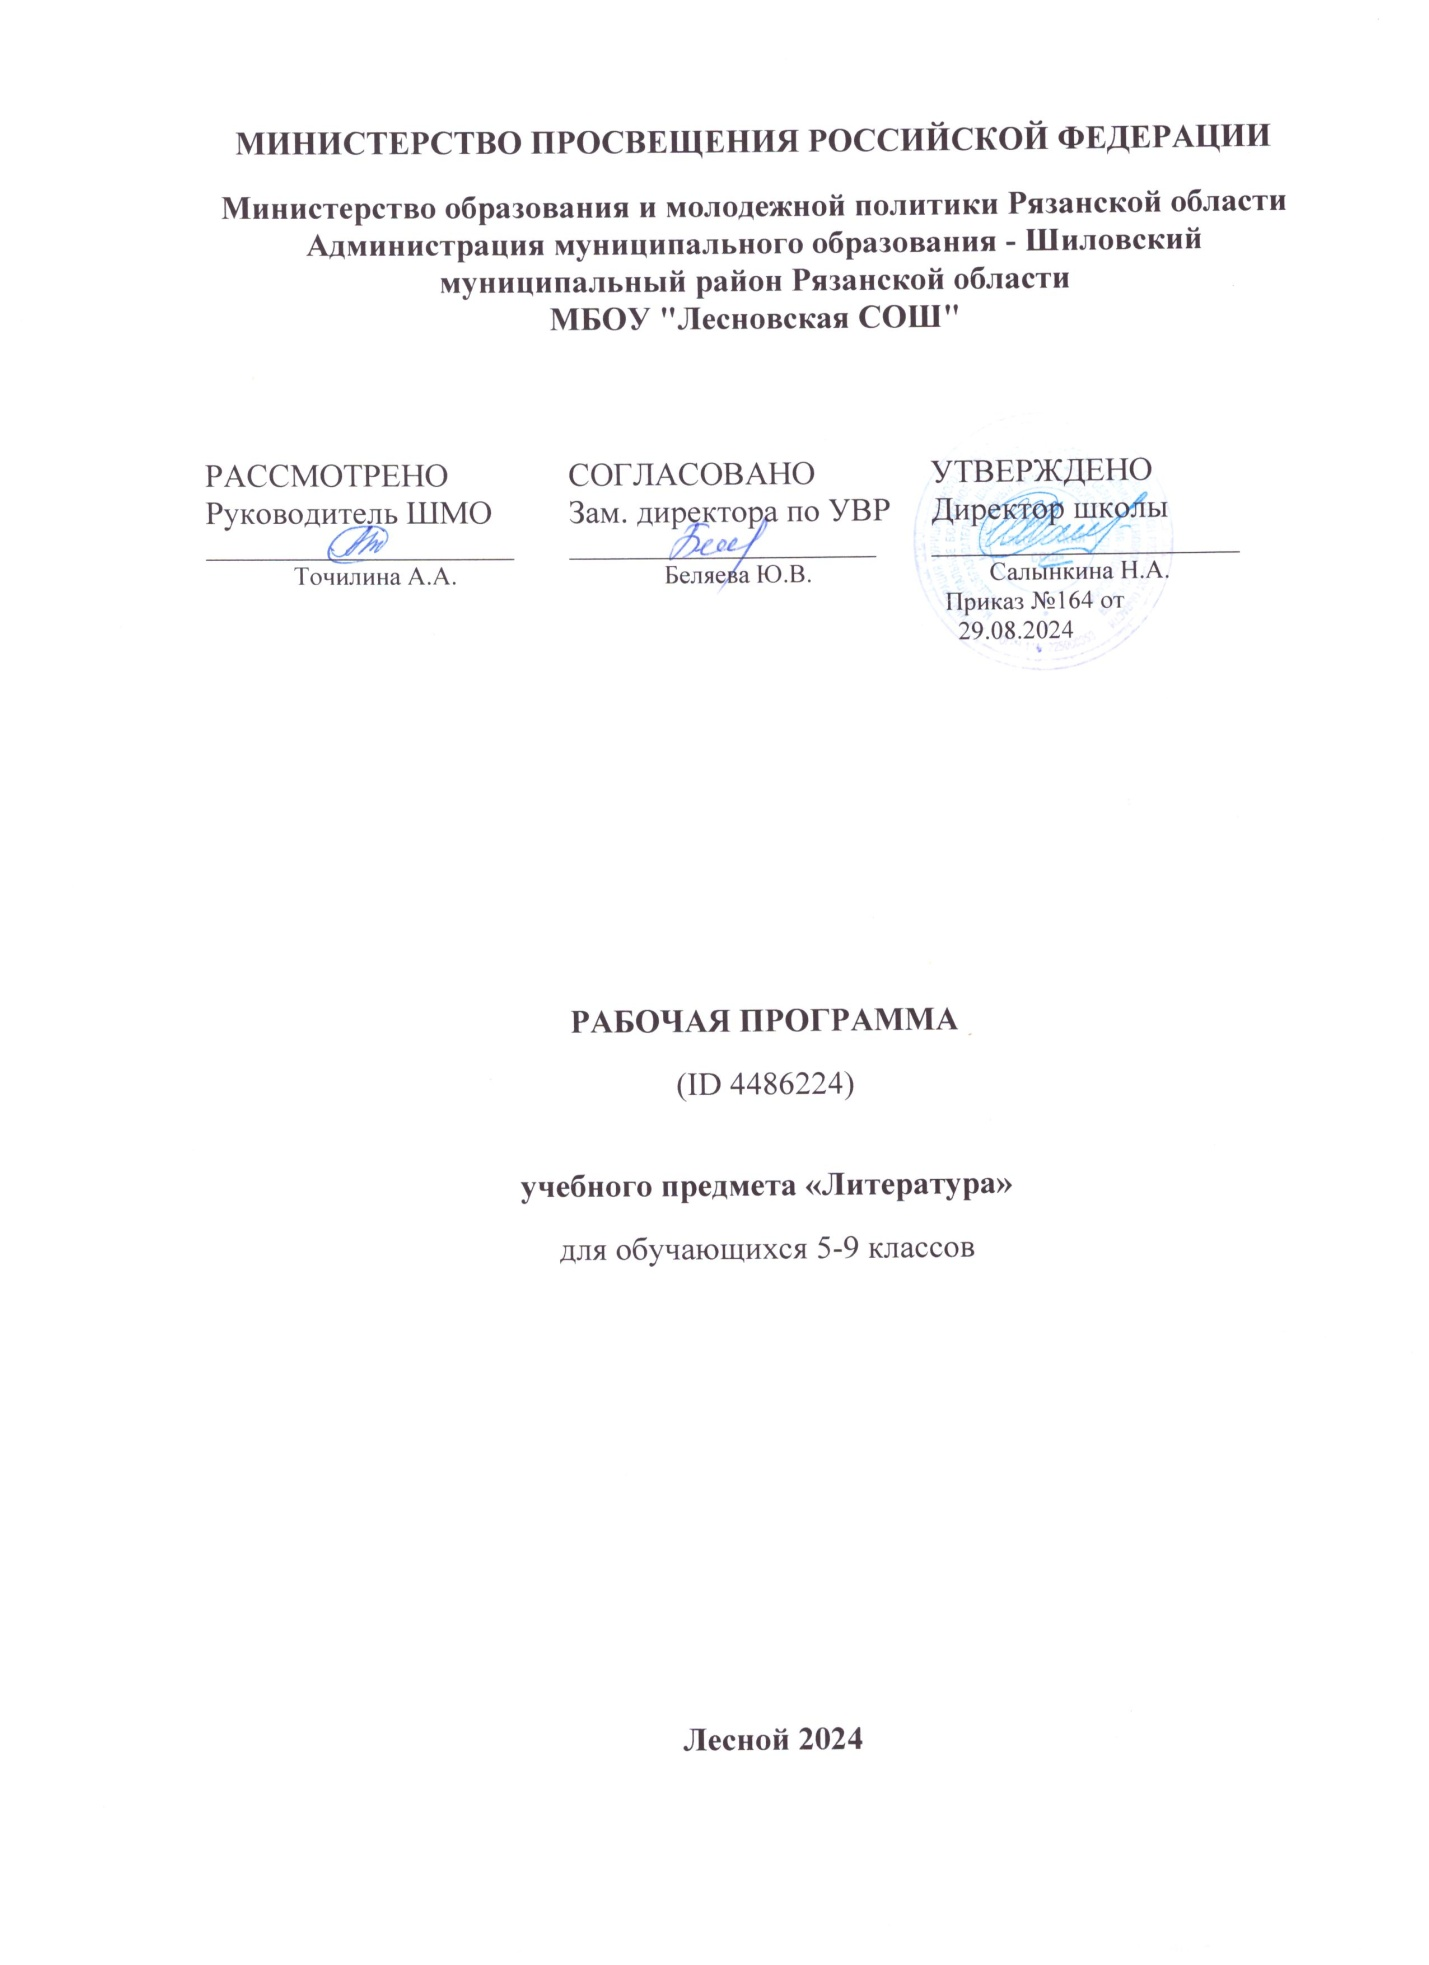 МИНИСТЕРСТВО ПРОСВЕЩЕНИЯ РОССИЙСКОЙ ФЕДЕРАЦИИ
Министерство образования и молодежной политики Рязанской области
Администрация муниципального образования - Шиловский
муниципальный район Рязанской области
МБОУ "Лесновская СОШ"
РАССМОТРЕНО
Руководитель ШМО
Точилина А.А.
СОГЛАСОВАНО
Зам. директора по УВР
Беляева Ю.В.
УТВЕРЖДЕНО
Директор школы
Салынкина Н.А.
Приказ №164 от
29.08.2024
РАБОЧАЯ ПРОГРАММА
(ID 4486224)
учебного предмета «Литература»
для обучающихся 5-9 классов
Лесной 2024